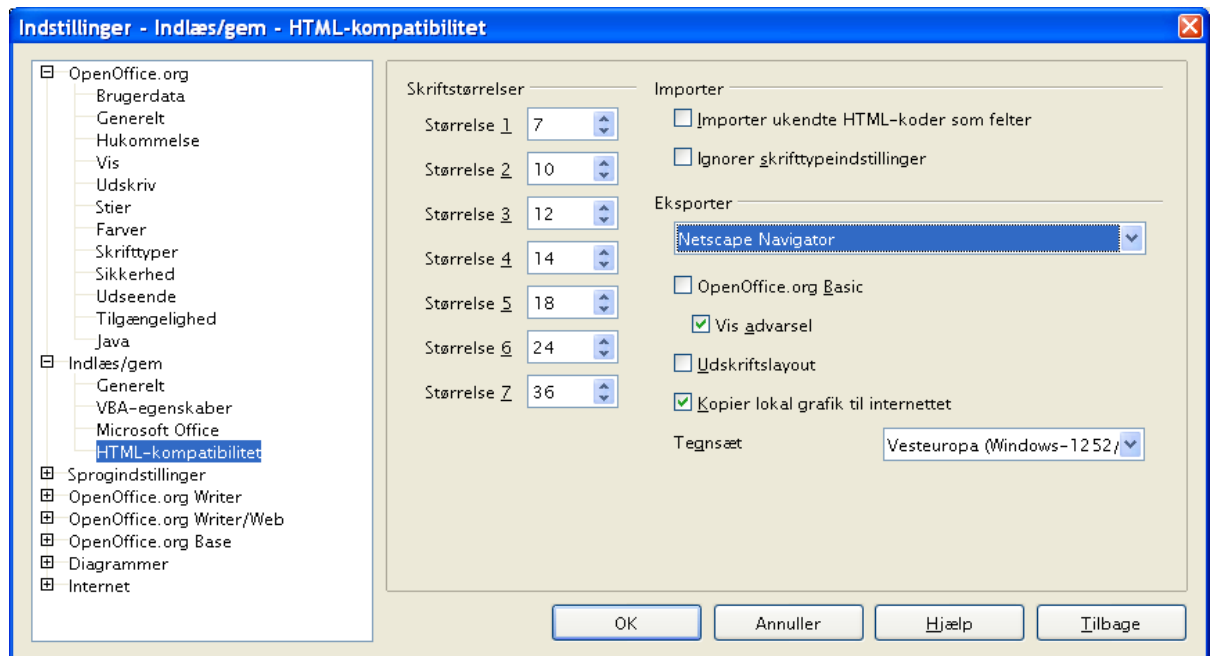 Indstillinger - Indlæs/gem - HTML-kompatibilitet
OpenOffice.org
Brugerdata
Generelt
Hukommelse
Vis
Udskriv
Stier
Farver
Skrifttyper
Sikkerhed
Udseende
Tilgængelighed
Java
Indlæs/gem
Generelt
VBA-egenskaber
Microsoft Office
HTML-kompatibilitet
Sprogindstillinger
OpenOffice.org Writer
OpenOffice.org Writer/Web
OpenOffice.org Base
Diagrammer
Internet
Skriftstørrelser
Størrelse 1 7
Størrelse 2 10
Størrelse 3 12
Størrelse 4 14
Størrelse 5 18
Størrelse 6 24
Størrelse 7 36
Importer
Importer ukendte HTML-koder som felter
Ignorer skrifttypeindstillinger
Eksporter
Netscape Navigator
OpenOffice.org Basic
Vis advarsel
Udskriftslayout
Kopier lokal grafik til internettet
Tegnsæt Vesteuropa (Windows-1252/
OK Annuller Hjælp Tilbage